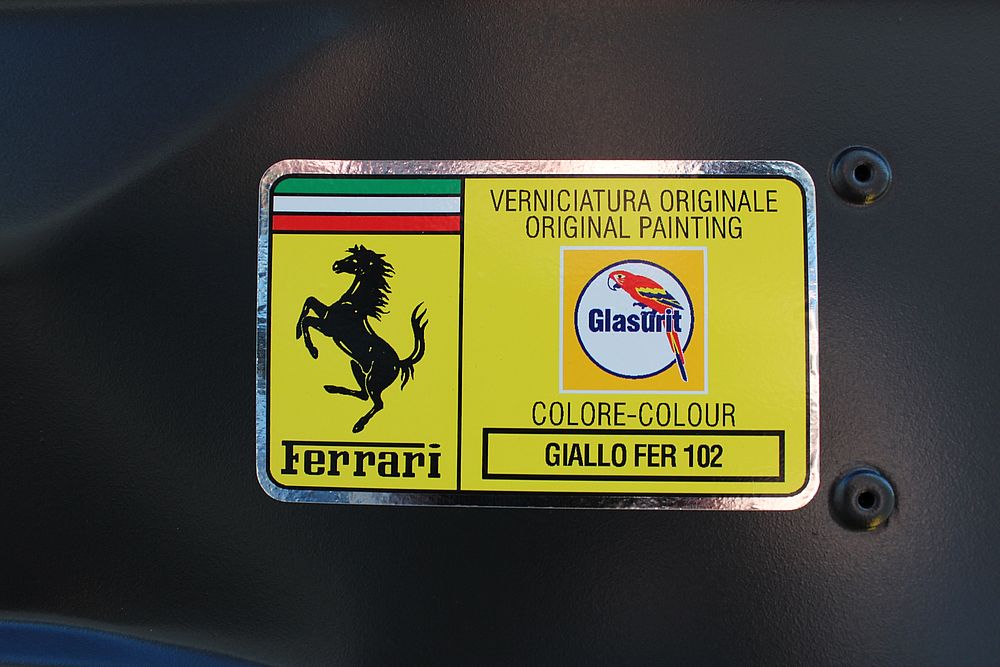 VERNICIATURA ORIGINALE
ORIGINAL PAINTING
Glasurit
COLORE-COLOUR
GIALLO FER 102
Ferrari